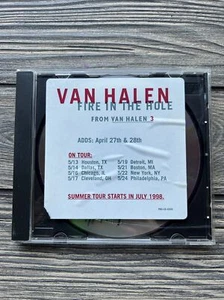 VAN HALEN
FIRE IN THE HOLE
FROM VAN HALEN 3
ADDS: April 27th & 28th
ON TOUR:
5/13 Houston, TX 5/19 Detroit, MI
5/14 Dallas, TX 5/21 Boston, MA
5/16 Chicago, IL 5/22 New York, NY
5/17 Cleveland, OH 5/24 Philadelphia, PA
SUMMER TOUR STARTS IN JULY 1998.